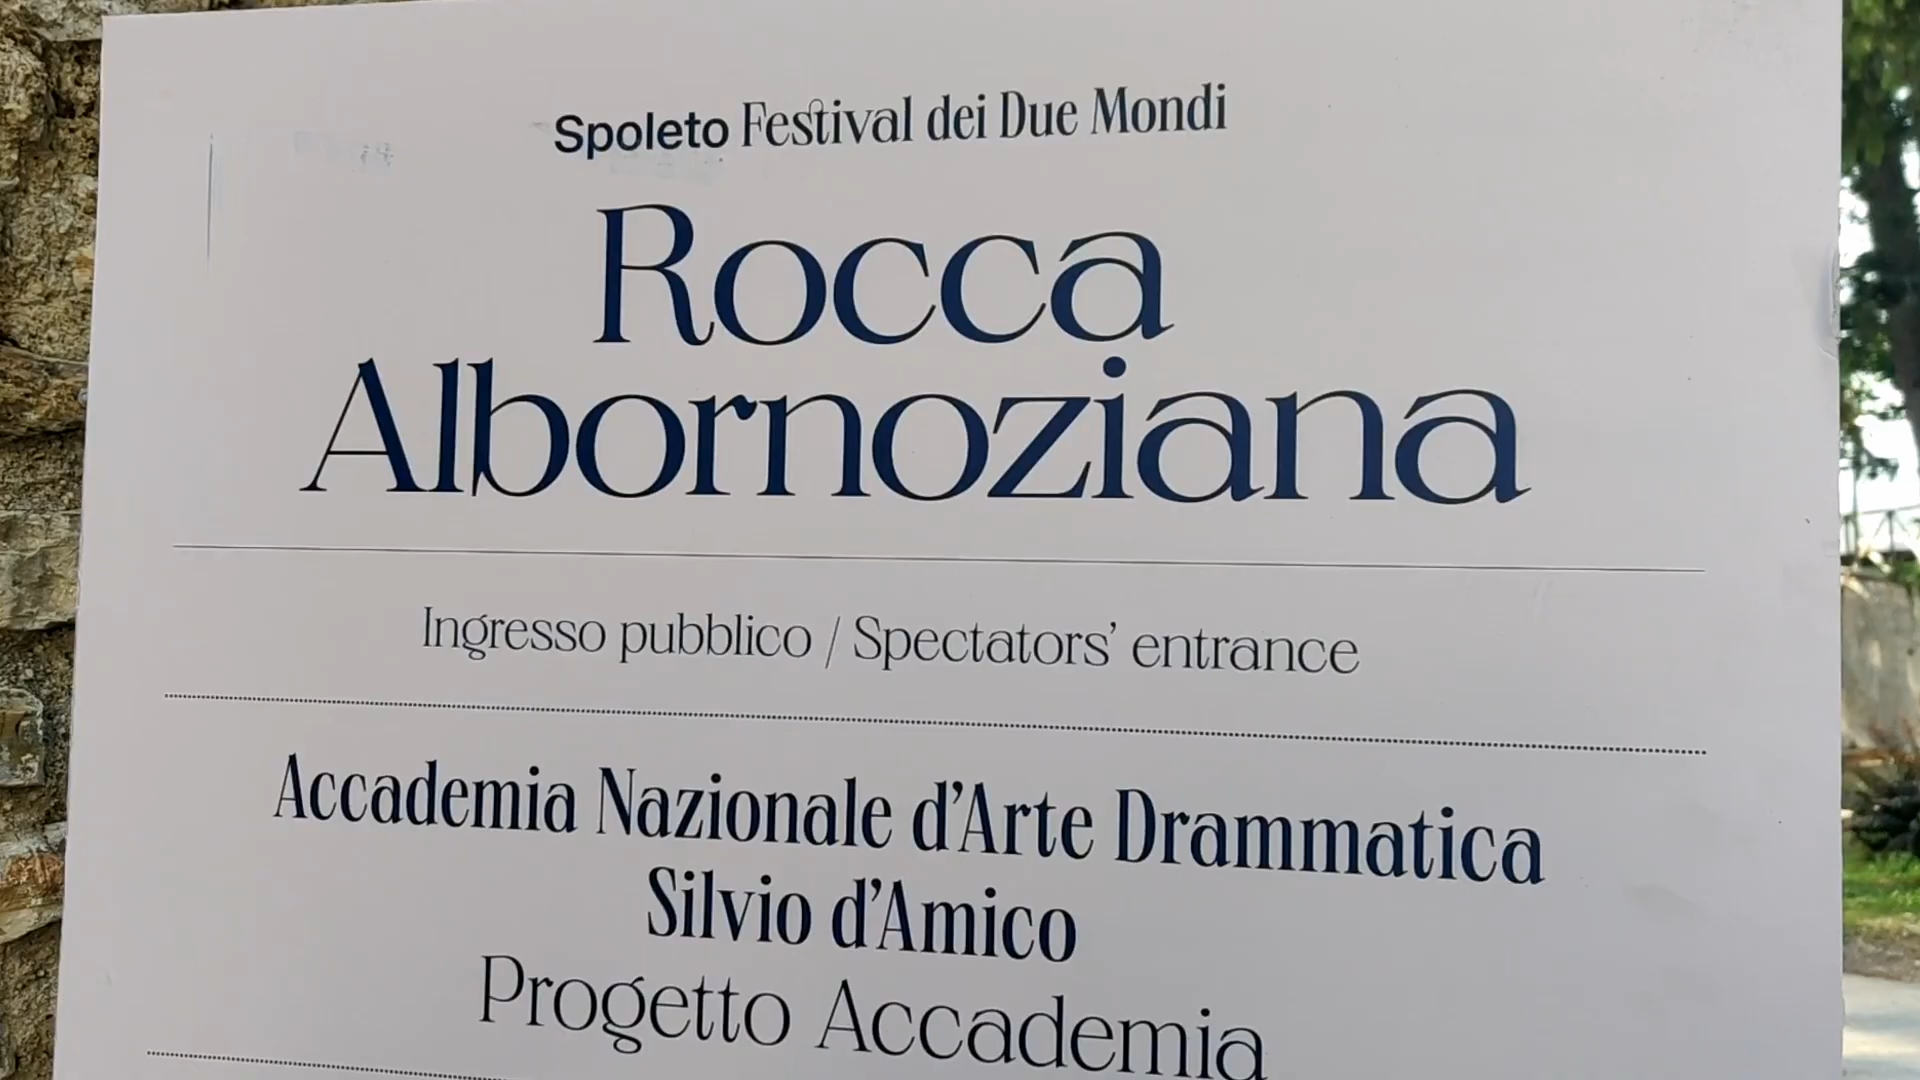 Spoleto Festival dei Due Mondi
Rocca
Albornoziana
Ingresso pubblico / Spectators’ entrance
Accademia Nazionale d’Arte Drammatica
Silvio d’Amico
Progetto Accademia